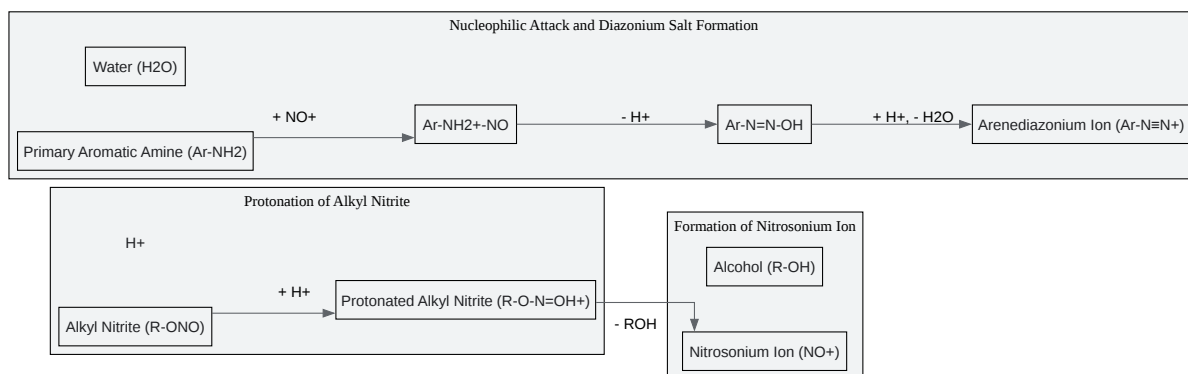 Nucleophilic Attack and Diazonium Salt Formation
Water (H2O)
+ NO+
Ar-NH2+-NO
- H+
Ar-N=N-OH
+ H+, - H2O
Arenediazonium Ion (Ar-N≡N+)
Primary Aromatic Amine (Ar-NH2)
Protonation of Alkyl Nitrite
H+
+ H+
Protonated Alkyl Nitrite (R-O-N=OH+)
Alkyl Nitrite (R-ONO)
- ROH
Formation of Nitrosonium Ion
Alcohol (R-OH)
Nitrosonium Ion (NO+)